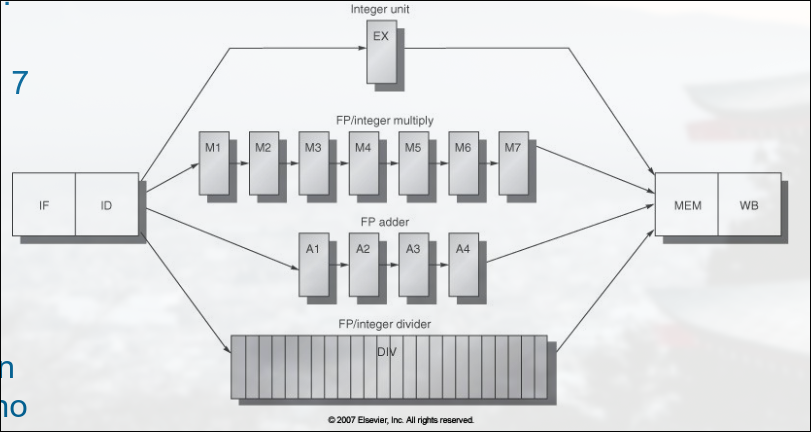 Integer unit
EX
7
FP/integer multiply
M1 M2 M3 M4 M5 M6 M7
IF ID MEM WB
FP adder
A1 A2 A3 A4
FP/integer divider
DIV
© 2007 Elsevier, Inc. All rights reserved.